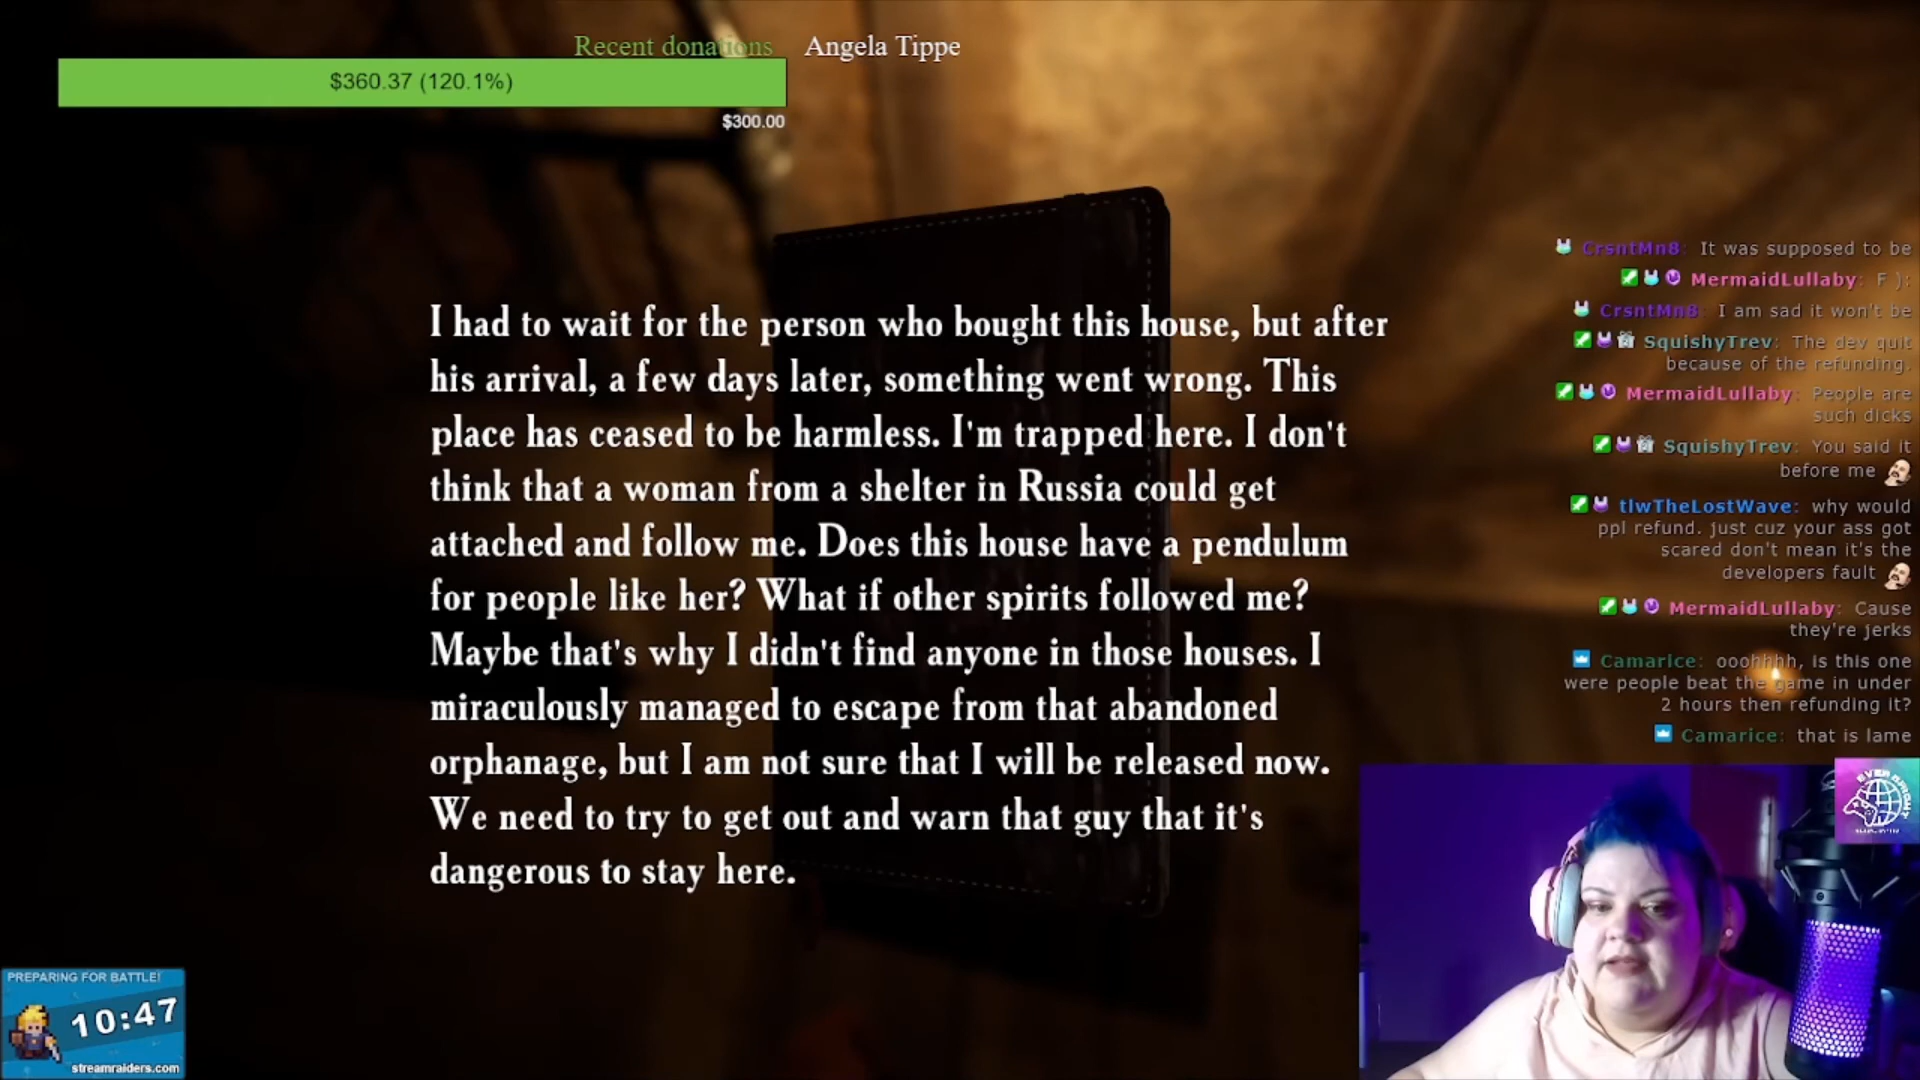 Recent donations Angela Tippe
$360.37 (120.1%)
$300.00
I had to wait for the person who bought this house, but after
his arrival, a few days later, something went wrong. This
place has ceased to be harmless. I'm trapped here. I don't
think that a woman from a shelter in Russia could get
attached and follow me. Does this house have a pendulum
for people like her? What if other spirits followed me?
Maybe that's why I didn't find anyone in those houses. I
miraculously managed to escape from that abandoned
orphanage, but I am not sure that I will be released now.
We need to try to get out and warn that guy that it's
dangerous to stay here.
CrsntMn8: It was supposed to be
MermaidLullaby: F ):
CrsntMn8: I am sad it won't be
SquishyTrev: The dev quit
because of the refunding.
MermaidLullaby: People are
such dicks
SquishyTrev: You said it
before me
tlwTheLostWave: why would
ppl refund. just cuz your ass got
scared don't mean it's the
developers fault
MermaidLullaby: Cause
they're jerks
Camarice: ooohhhh, is this one
were people beat the game in under
2 hours then refunding it?
Camarice: that is lame
PREPARING FOR BATTLE!
10:47
streamraiders.com